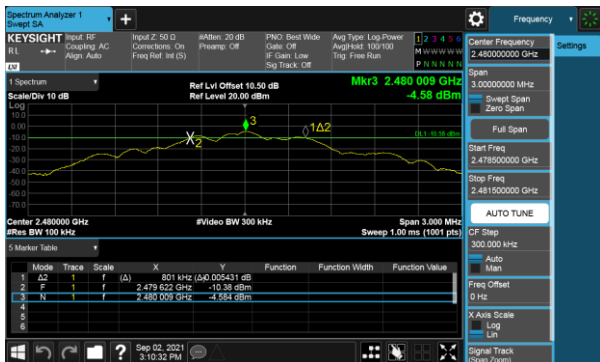 Spectrum Analyzer 1
Swept SA
+
Frequency
KEYSIGHT
RL
Input: RF
Coupling: AC
Align: Auto
Input Z: 50 Ω
Corrections: On
Freq Ref: Int (S)
#Atten: 20 dB
Preamp: Off
PNO: Best Wide
Gate: Off
IF Gain: Low
Sig Track: Off
Avg Type: Log-Power
Avg|Hold: 100/100
Trig: Free Run
1 2 3 4 5 6
M W W W W W
P N N N N N
LXI
1 Spectrum
Scale/Div 10 dB
Ref Lvl Offset 10.50 dB
Ref Level 20.00 dBm
Mkr3 2.480 009 GHz
-4.58 dBm
Log
10.0
0.00
-10.0
-20.0
-30.0
-40.0
-50.0
-60.0
-70.0
2
3
1Δ2
DL1 -10.56 dBm
Center 2.480000 GHz
#Res BW 100 kHz
#Video BW 300 kHz
Span 3.000 MHz
Sweep 1.00 ms (1001 pts)
5 Marker Table
Mode Trace Scale X Y Function Function Width Function Value
1 Δ2 1 f (Δ) 801 kHz (Δ) 0.005431 dB
2 F 1 f 2.479 622 GHz -10.38 dBm
3 N 1 f 2.480 009 GHz -4.584 dBm
4
5
6
?
Sep 02, 2021
3:10:32 PM
Center Frequency
2.480000000 GHz
Span
3.00000000 MHz
Swept Span
Zero Span
Full Span
Start Freq
2.478500000 GHz
Stop Freq
2.481500000 GHz
AUTO TUNE
CF Step
300.000 kHz
Auto
Man
Freq Offset
0 Hz
X Axis Scale
Log
Lin
Signal Track
(Span Zoom)
Settings